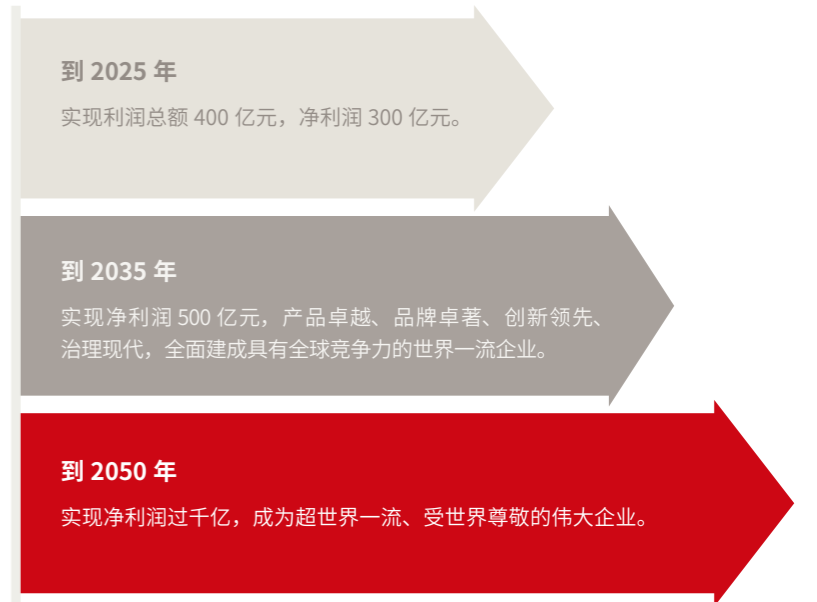 到 2025 年
实现利润总额 400 亿元，净利润 300 亿元。
到 2035 年
实现净利润 500 亿元，产品卓越、品牌卓著、创新领先、
治理现代，全面建成具有全球竞争力的世界一流企业。
到 2050 年
实现净利润过千亿，成为超世界一流、受世界尊敬的伟大企业。